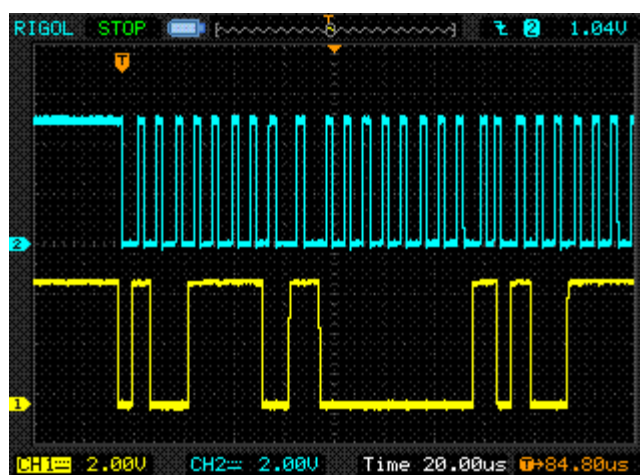 RIGOL STOP T 2 1.04V
T
2
1
CH1 2.00V CH2 2.00V Time 20.00us T→84.80us